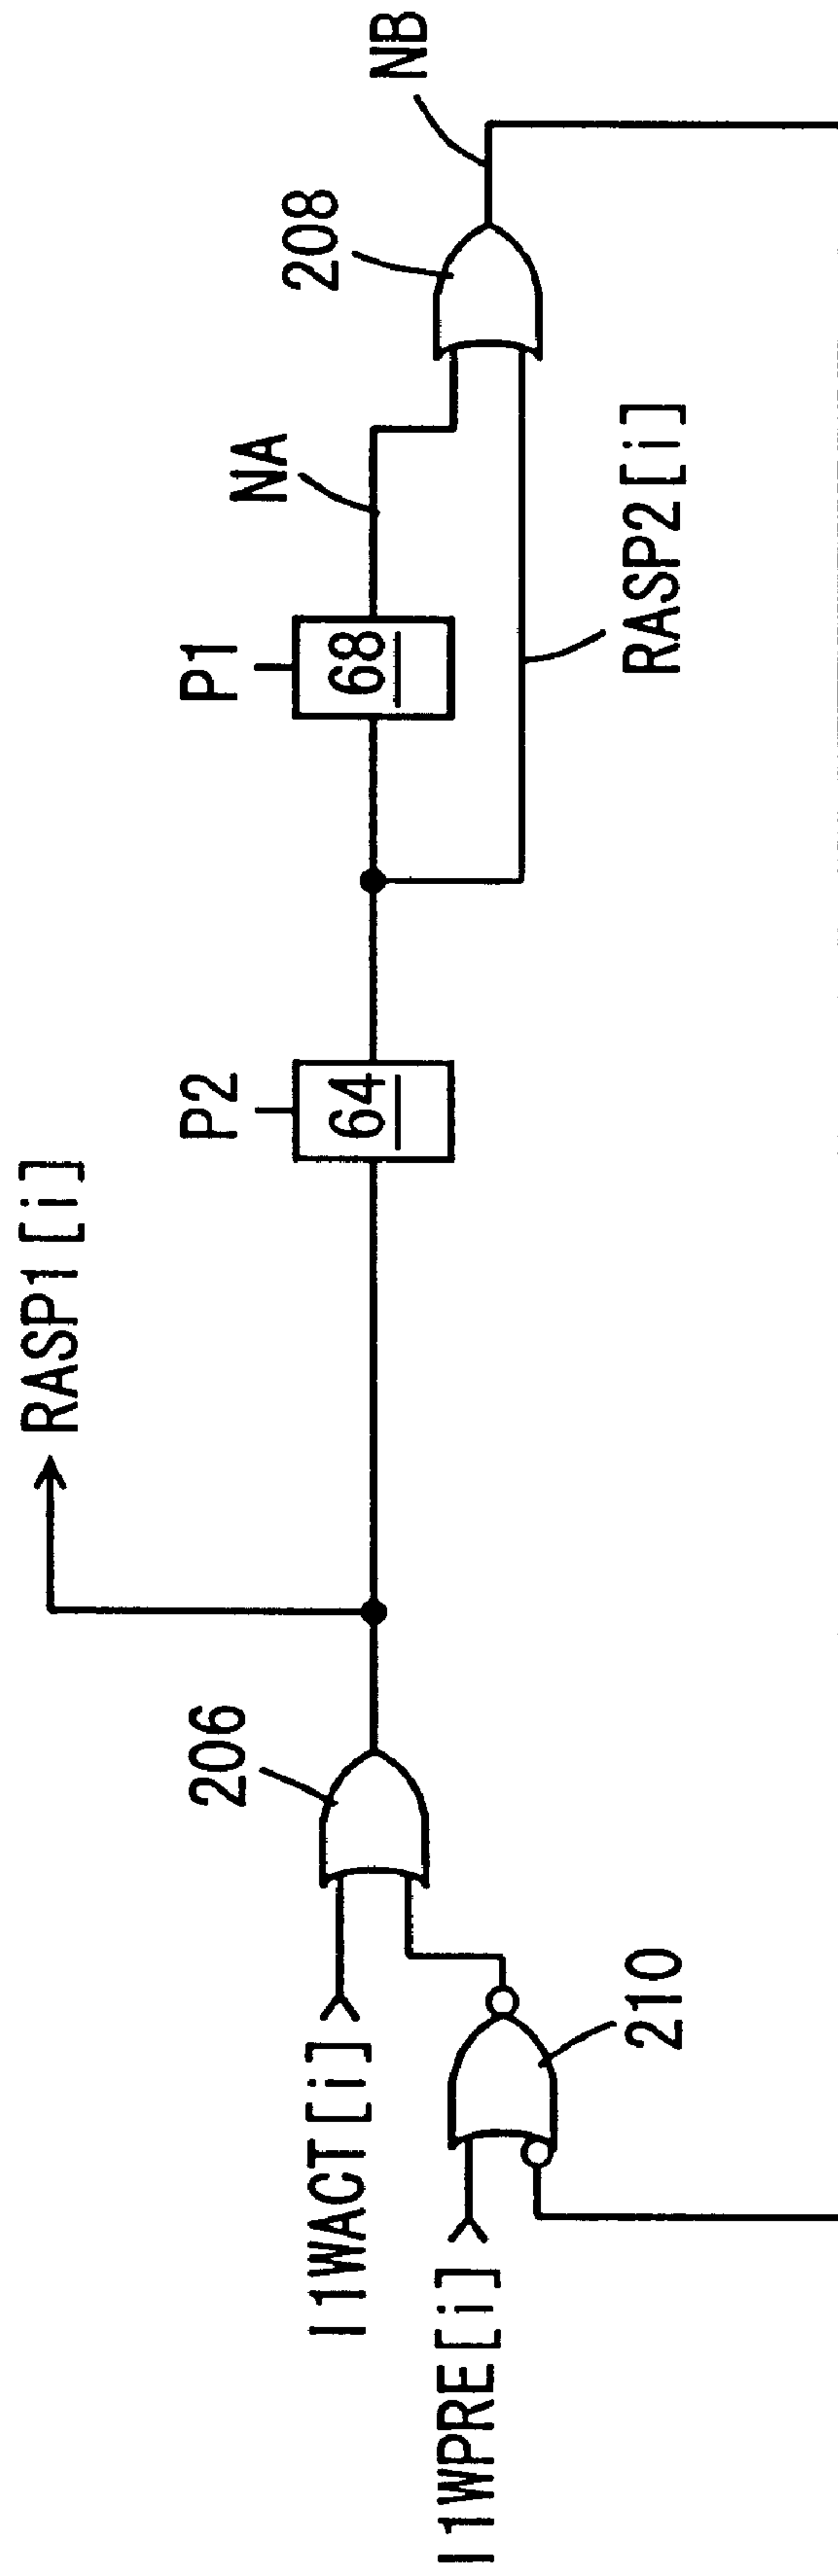 RASP1[i]
P2
P1
64
68
NA
208
NB
206
I1WACT[i]
I1WPRE[i]
210
RASP2[i]